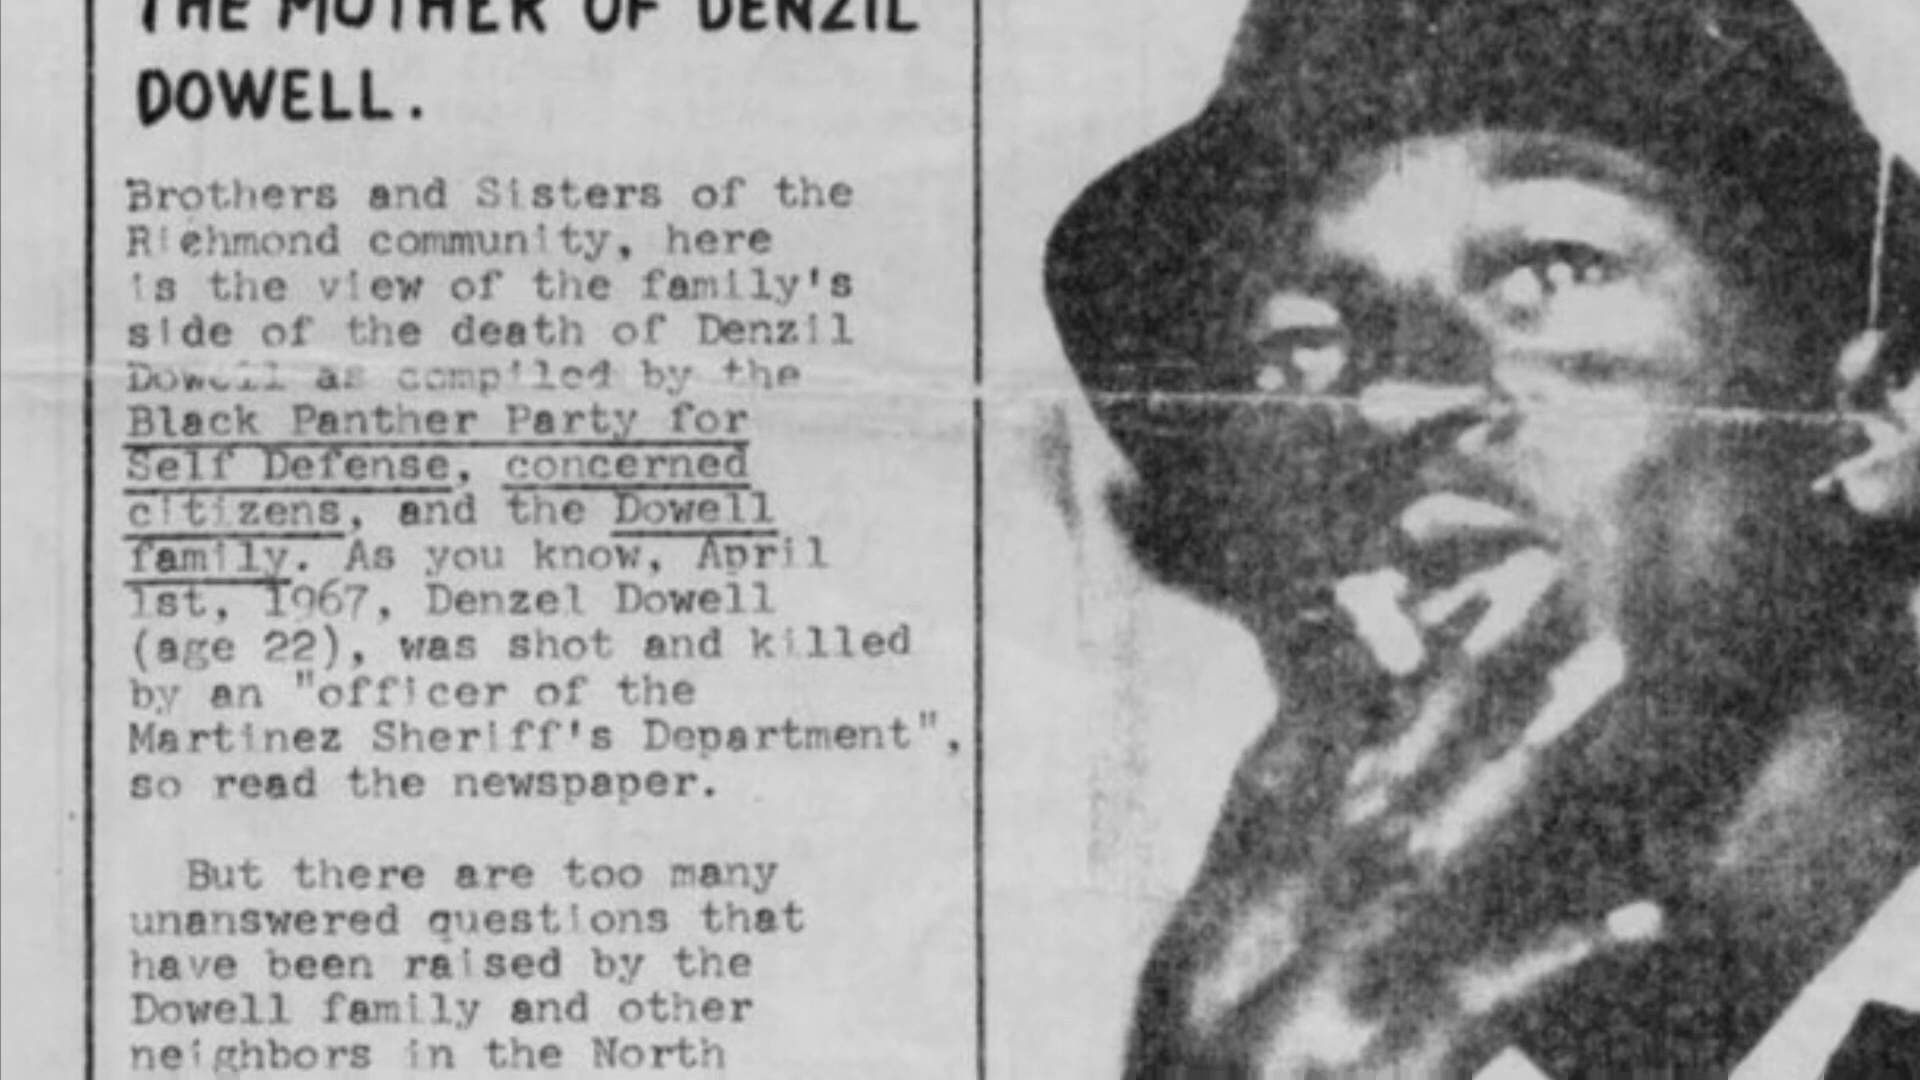 THE MOTHER OF DENZIL
DOWELL.
Brothers and Sisters of the
Richmond community, here
is the view of the family's
side of the death of Denzil
Dowell as compiled by the
Black Panther Party for
Self Defense, concerned
citizens, and the Dowell
family. As you know, April
1st, 1967, Denzel Dowell
(age 22), was shot and killed
by an "officer of the
Martinez Sheriff's Department",
so read the newspaper.
But there are too many
unanswered questions that
have been raised by the
Dowell family and other
neighbors in the North